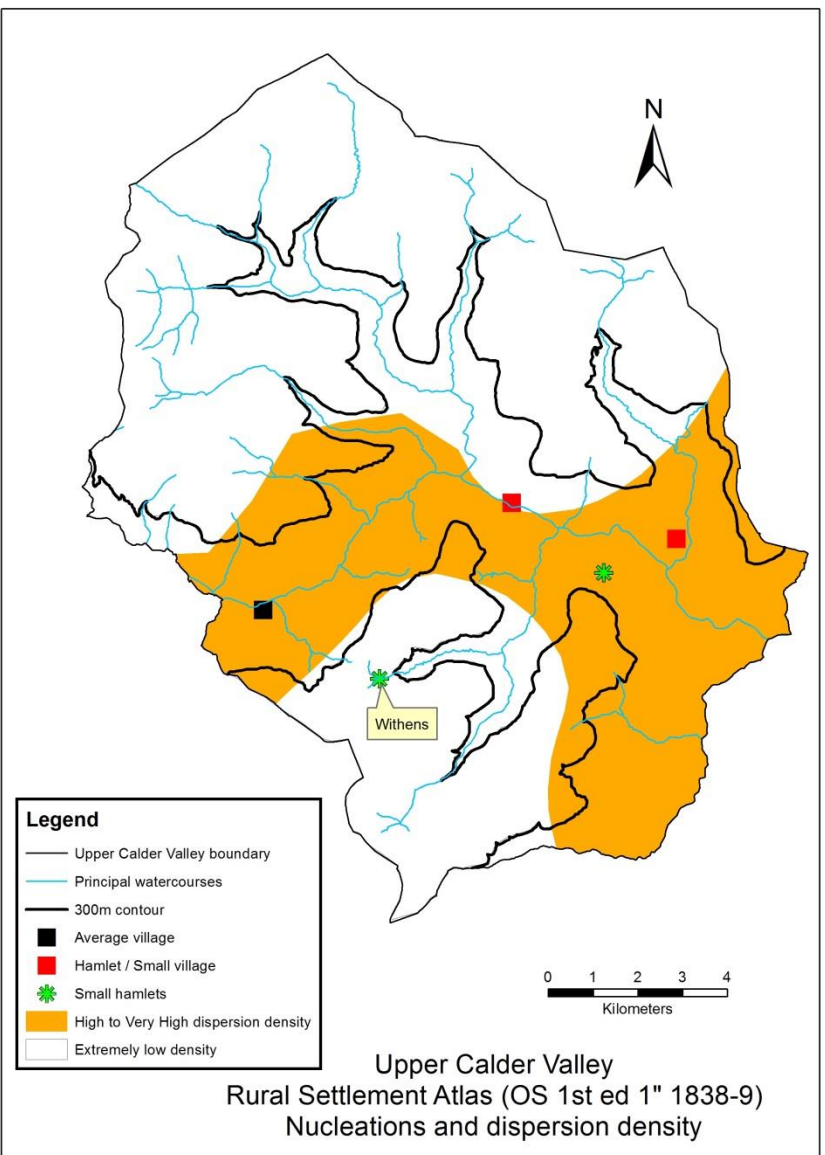 N
Withens
Legend
Upper Calder Valley boundary
Principal watercourses
300m contour
Average village
Hamlet / Small village
Small hamlets
High to Very High dispersion density
Extremely low density
0 1 2 3 4
Kilometers
Upper Calder Valley
Rural Settlement Atlas (OS 1st ed 1" 1838-9)
Nucleations and dispersion density